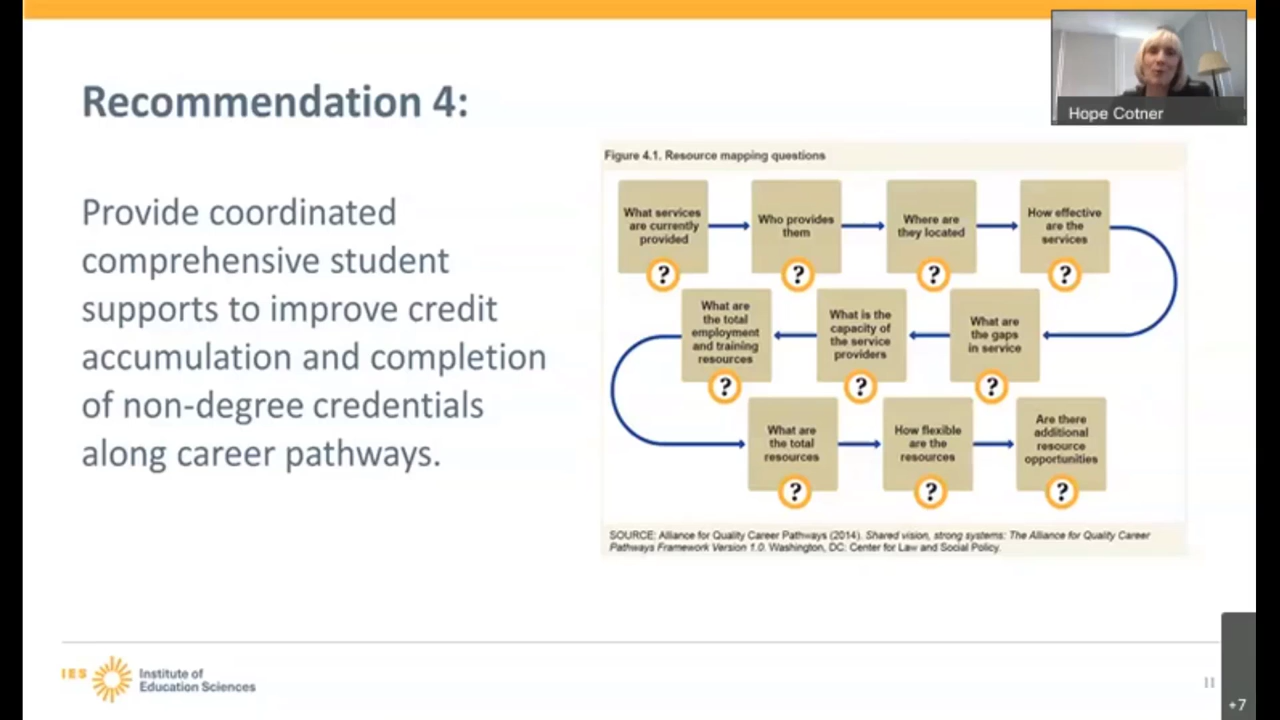 Hope Cotner
Recommendation 4:
Provide coordinated
comprehensive student
supports to improve credit
accumulation and completion
of non-degree credentials
along career pathways.
Figure 4.1. Resource mapping questions
What services
are currently
provided
?
Who provides
them
?
Where are
they located
?
How effective
are the
services
?
What are
the gaps
in service
?
What is the
capacity of
the service
providers
?
What are
the total
employment
and training
resources
?
What are
the total
resources
?
How flexible
are the
resources
?
Are there
additional
resource
opportunities
?
SOURCE: Alliance for Quality Career Pathways (2014). Shared vision, strong systems: The Alliance for Quality Career
Pathways Framework Version 1.0. Washington, DC: Center for Law and Social Policy.
IES
Institute of
Education Sciences
11
+7